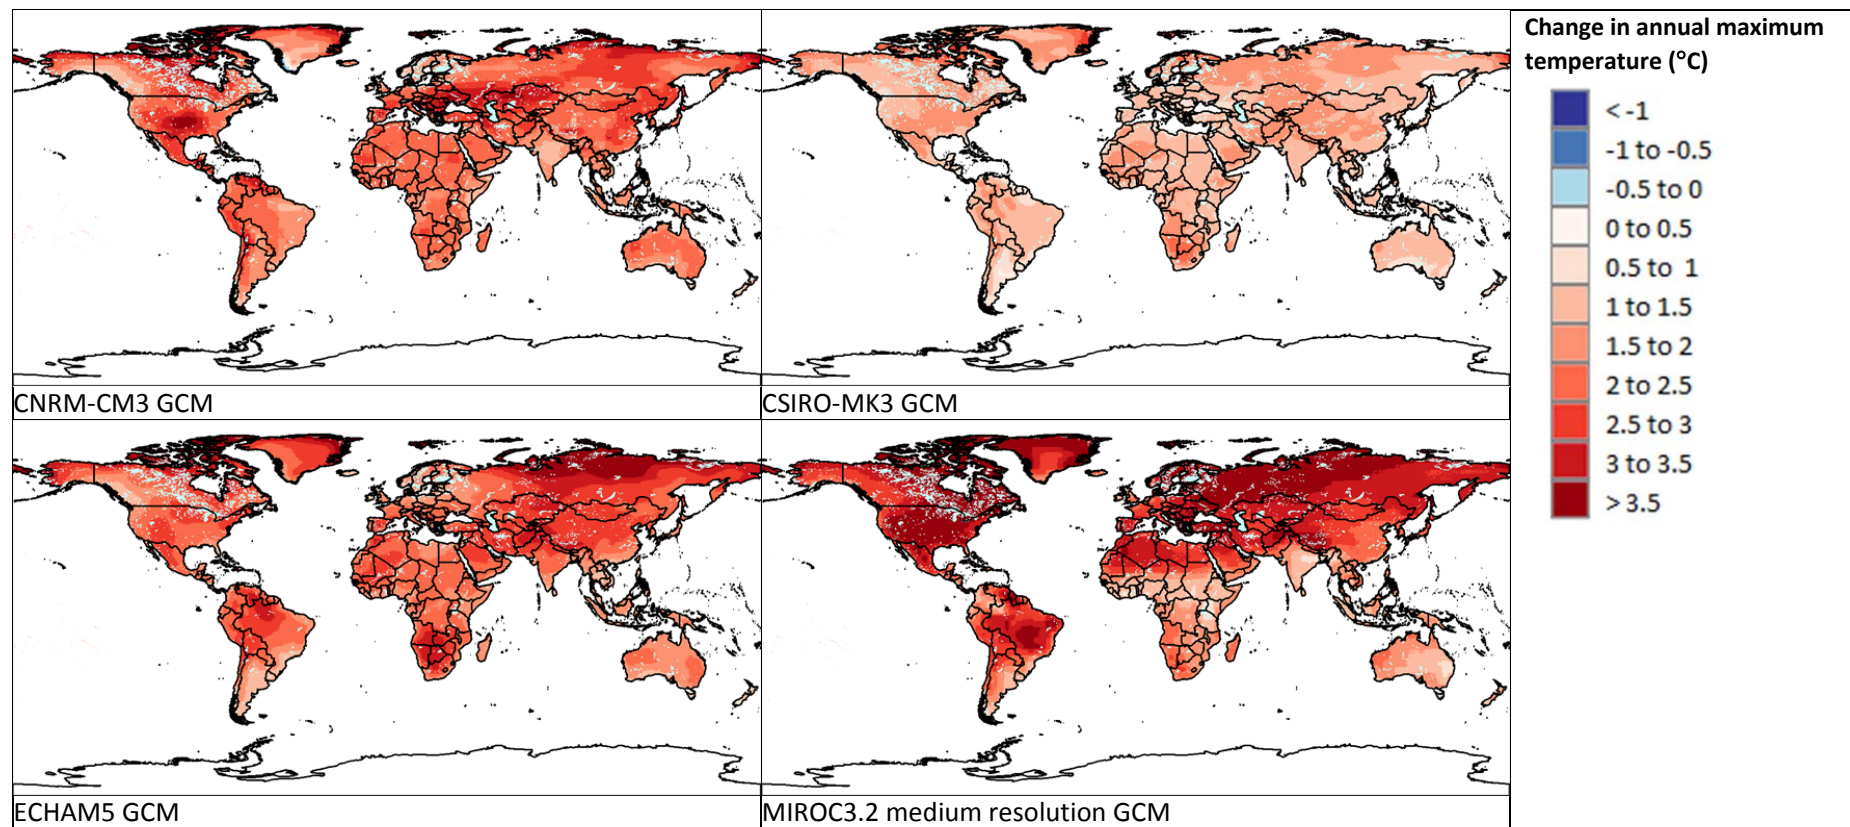 Change in annual maximum
temperature (°C)
< -1
-1 to -0.5
-0.5 to 0
0 to 0.5
0.5 to 1
1 to 1.5
1.5 to 2
2 to 2.5
2.5 to 3
3 to 3.5
> 3.5
CNRM-CM3 GCM
CSIRO-MK3 GCM
ECHAM5 GCM
MIROC3.2 medium resolution GCM